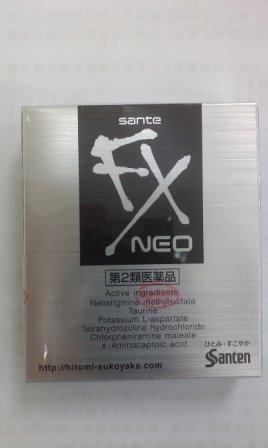 sante
FX
NEO
第2類医薬品
Active ingredients:
Neostigmine methylsulfate
Taurine
Potassium L-aspartate
Tetrahydrozoline hydrochloride
Chlorpheniramine maleate
ε-Aminocaproic acid
ひとみ・すこやか
Santen
http://hitomi-sukoyaka.com